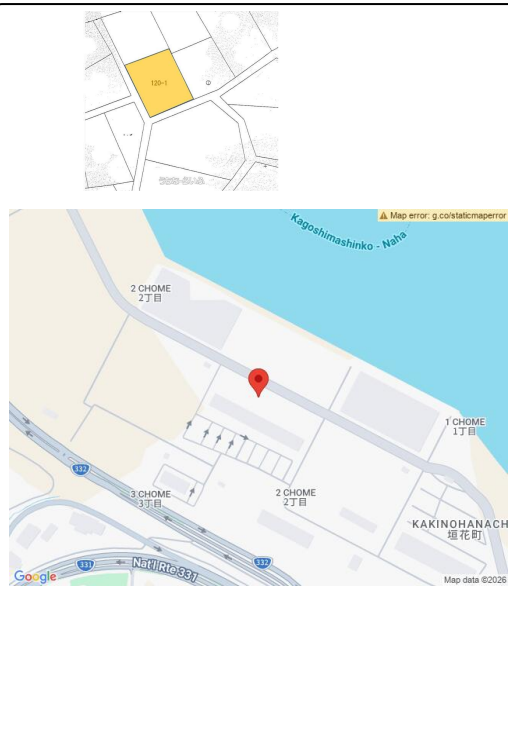 120-1
Kagoshimashinko - Naha
Map error: g.co/staticmaperror
2 CHOME
2丁目
1 CHOME
1丁目
332
3 CHOME
3丁目
2 CHOME
2丁目
KAKINOHANACH
垣花町
331
Nat'l Rte 331
332
Google
Map data ©2026